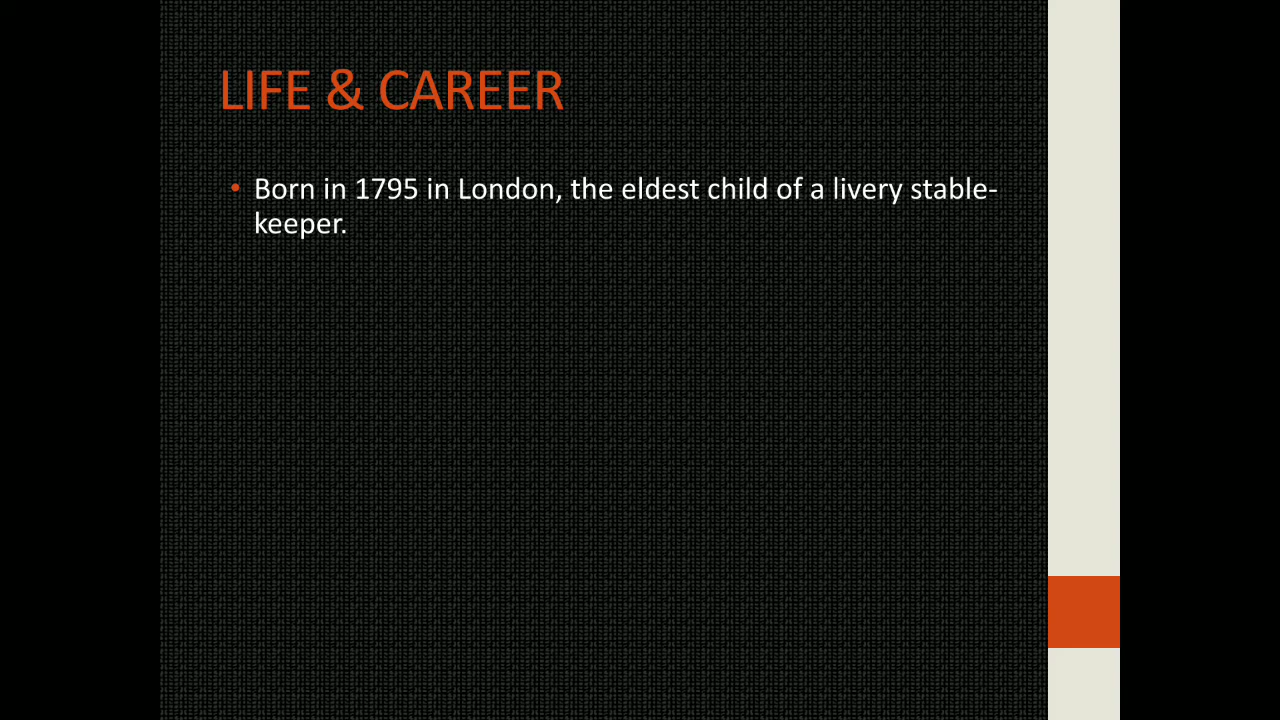 LIFE & CAREER
• Born in 1795 in London, the eldest child of a livery stable-
keeper.